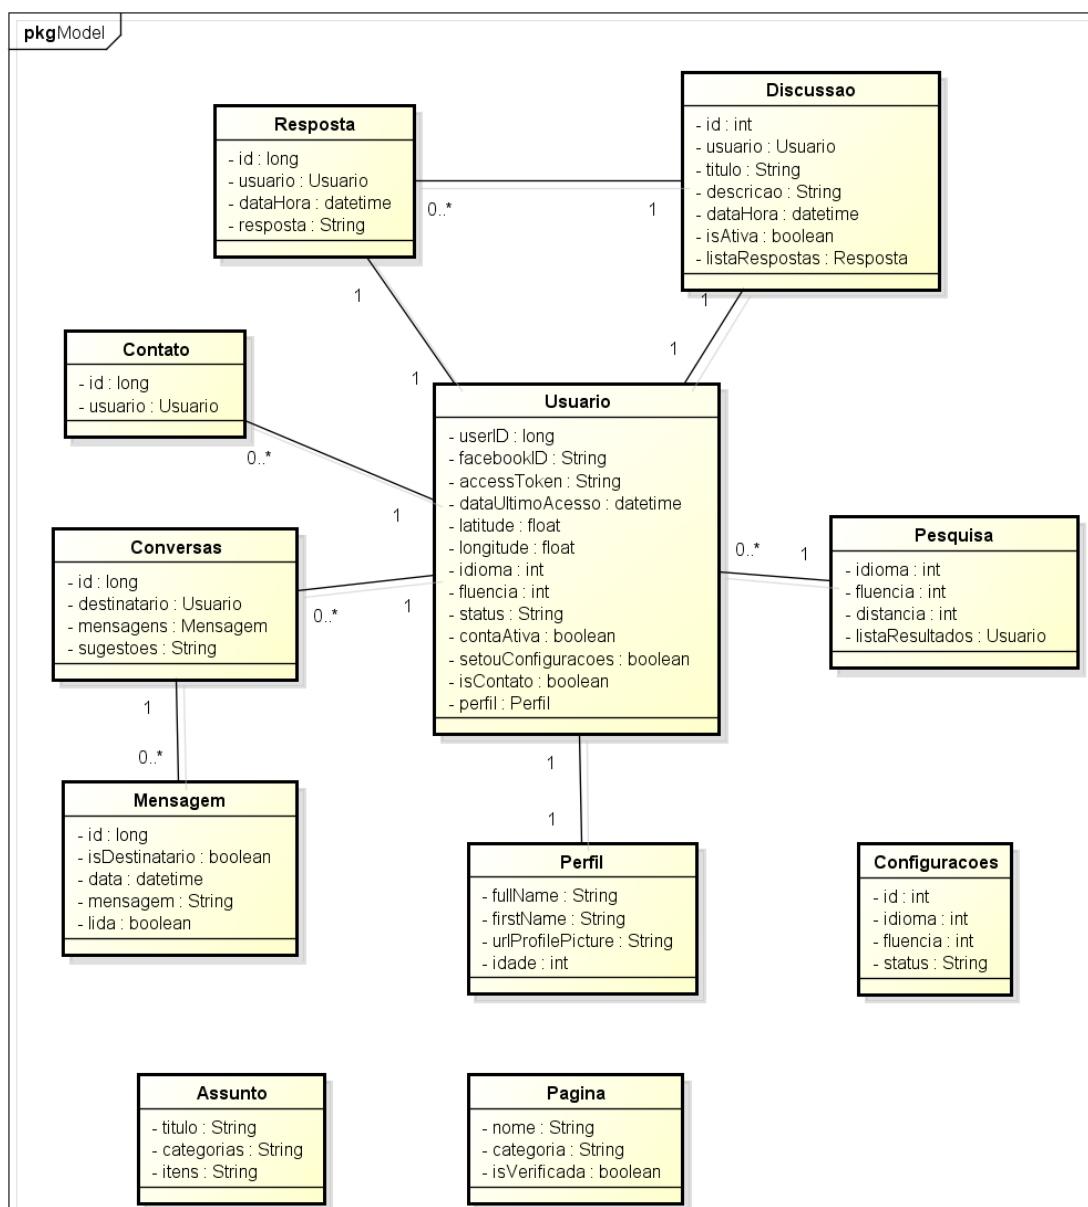 pkgModel
Discussao
- id : int
- usuario : Usuario
- titulo : String
- descricao : String
- dataHora : datetime
- isAtiva : boolean
- listaRespostas : Resposta
Resposta
- id : long
- usuario : Usuario
- dataHora : datetime
- resposta : String
0..*
1
1
1
1
1
Contato
- id : long
- usuario : Usuario
0..*
1
Usuario
- userID : long
- facebookID : String
- accessToken : String
- dataUltimoAcesso : datetime
- latitude : float
- longitude : float
- idioma : int
- fluencia : int
- status : String
- contaAtiva : boolean
- setouConfiguracoes : boolean
- isContato : boolean
- perfil : Perfil
Conversas
- id : long
- destinatario : Usuario
- mensagens : Mensagem
- sugestoes : String
0..*
1
0..*
1
Pesquisa
- idioma : int
- fluencia : int
- distancia : int
- listaResultados : Usuario
1
0..*
1
1
Mensagem
- id : long
- isDestinatario : boolean
- data : datetime
- mensagem : String
- lida : boolean
Perfil
- fullName : String
- firstName : String
- urlProfilePicture : String
- idade : int
Configuracoes
- id : int
- idioma : int
- fluencia : int
- status : String
Assunto
- titulo : String
- categorias : String
- itens : String
Pagina
- nome : String
- categoria : String
- isVerificada : boolean